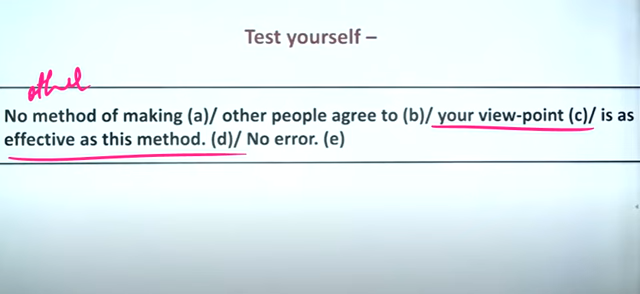 Test yourself –
other
No method of making (a)/ other people agree to (b)/ your view-point (c)/ is as
effective as this method. (d)/ No error. (e)